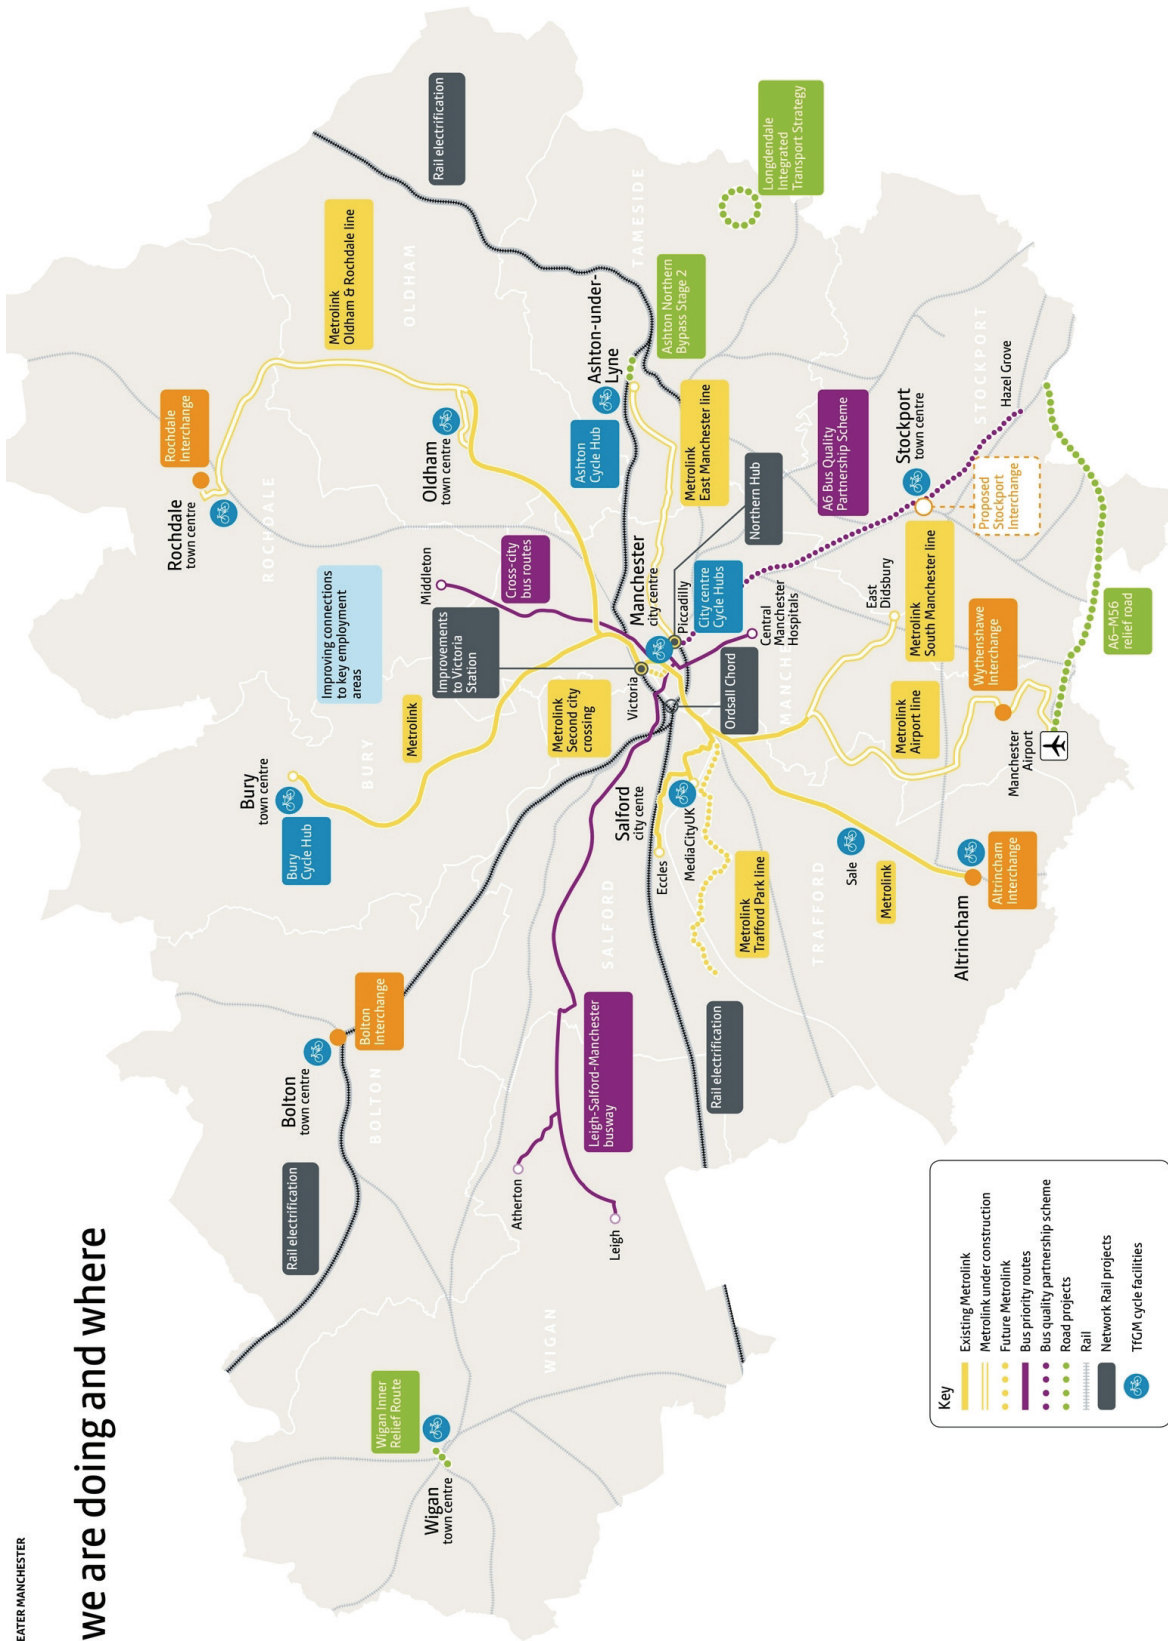 EATER MANCHESTER
we are doing and where
Wigan Inner
Relief Route
Wigan
town centre
WIGAN
Rail electrification
Bolton
town centre
Bolton
Interchange
BOLTON
Atherton
Leigh
Leigh-Salford-Manchester
busway
Rail electrification
Bury
Cycle Hub
Bury
town centre
BURY
Metrolink
SALFORD
Salford
city cente
Eccles
MediaCityUK
Metrolink
Trafford Park line
TRAFFORD
Sale
Metrolink
Altrincham
Altrincham
Interchange
Improving connections
to key employment
areas
Improvements
to Victoria
Station
Metrolink
Second city
crossing
Victoria
Ordsall Chord
Middleton
Cross-city
bus routes
Manchester
city centre
Piccadilly
City centre
Cycle Hubs
Northern Hub
Central
Manchester
Hospitals
MANCHE
Metrolink
Airport line
Metrolink
South Manchester line
East
Didsbury
Wythenshawe
Interchange
Manchester
Airport
A6-M56
relief road
Rochdale
town centre
Rochdale
Interchange
ROCHDALE
Metrolink
Oldham & Rochdale line
Oldham
town centre
OLDHAM
Rail electrification
Ashton
Cycle Hub
Ashton-under-
Lyne
Ashton Northern
Bypass Stage 2
TAMESIDE
Metrolink
East Manchester line
Longdendale
Integrated
Transport Strategy
A6 Bus Quality
Partnership Scheme
Stockport
town centre
Proposed
Stockport
Interchange
STOCKPORT
Hazel Grove
Key
Existing Metrolink
Metrolink under construction
Future Metrolink
Bus priority routes
Bus quality partnership scheme
Road projects
Rail
Network Rail projects
TfGM cycle facilities